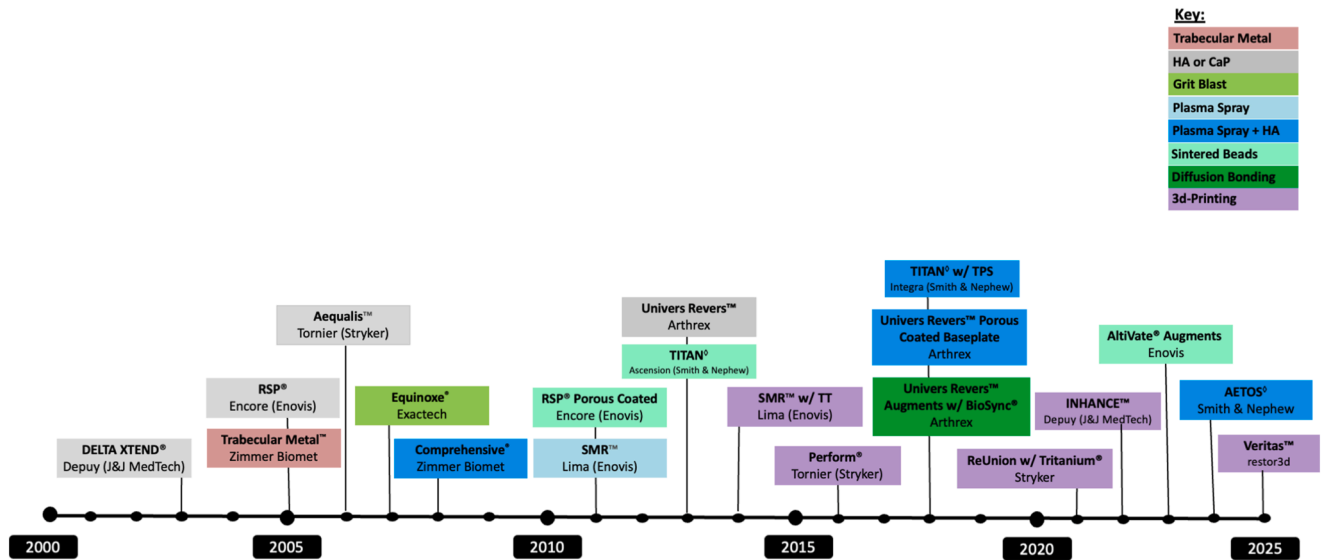 Key:
Trabecular Metal
HA or CaP
Grit Blast
Plasma Spray
Plasma Spray + HA
Sintered Beads
Diffusion Bonding
3d-Printing
TITAN◊ w/ TPS
Integra (Smith & Nephew)
Aequalis™
Tornier (Stryker)
Univers Revers™
Arthrex
Univers Revers™ Porous
Coated Baseplate
Arthrex
AltiVate® Augments
Enovis
TITAN◊
Ascension (Smith & Nephew)
RSP®
Encore (Enovis)
Equinoxe®
Exactech
RSP® Porous Coated
Encore (Enovis)
SMR™ w/ TT
Lima (Enovis)
Univers Revers™
Augments w/ BioSync®
Arthrex
INHANCE™
Depuy (J&J MedTech)
AETOS◊
Smith & Nephew
DELTA XTEND®
Depuy (J&J MedTech)
Trabecular Metal™
Zimmer Biomet
Comprehensive®
Zimmer Biomet
SMR™
Lima (Enovis)
Perform®
Tornier (Stryker)
ReUnion w/ Tritanium®
Stryker
Veritas™
restor3d
2000
2005
2010
2015
2020
2025